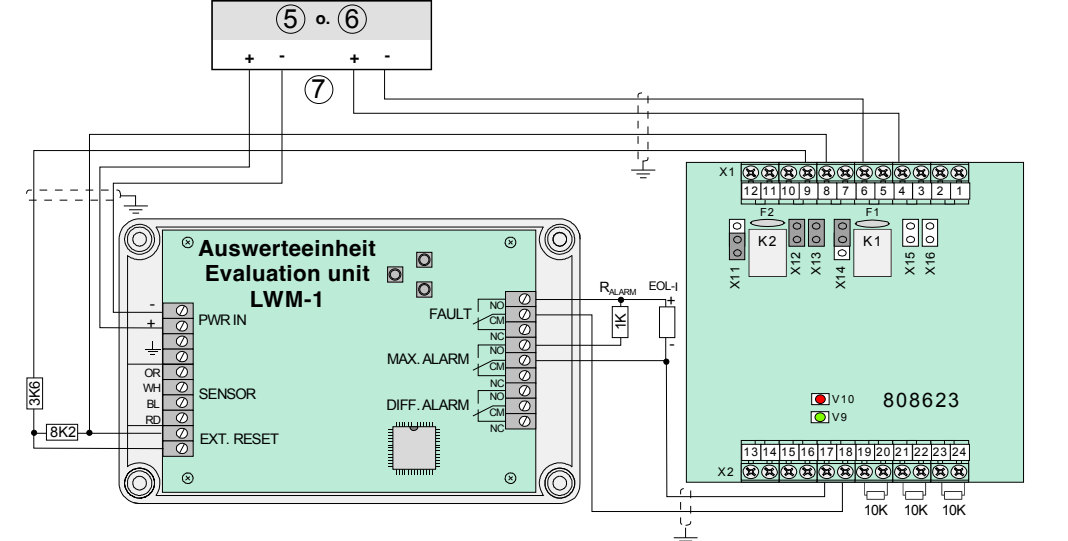 5 o. 6
+ - + -
7
X1
12 11 10 9 8 7 6 5 4 3 2 1
F2 F1
K2 K1
X11 X12 X13 X14 X15 X16
Auswerteeinheit
Evaluation unit
LWM-1
- PWR IN
+
OR
WH SENSOR
BL
RD
EXT. RESET
3K6
8K2
FAULT NO
CM
NC
MAX. ALARM NO
CM
NC
DIFF. ALARM NO
CM
NC
RALARM EOL-I
+
1K
-
V10
V9
808623
13 14 15 16 17 18 19 20 21 22 23 24
X2
10K 10K 10K